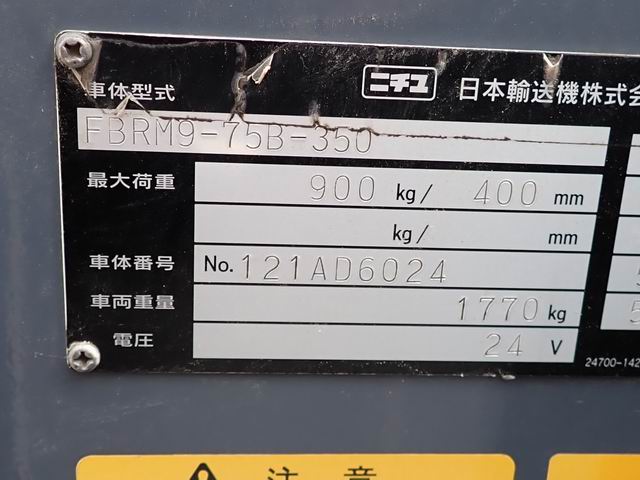 ニチユ 日本輸送機株式会
車体型式
FBRM9-75B-350
最大荷重 900 kg/ 400 mm
kg/ mm
車体番号 No. 121AD6024
車両重量 1770 kg
電圧 24 V
24700-142
注 意